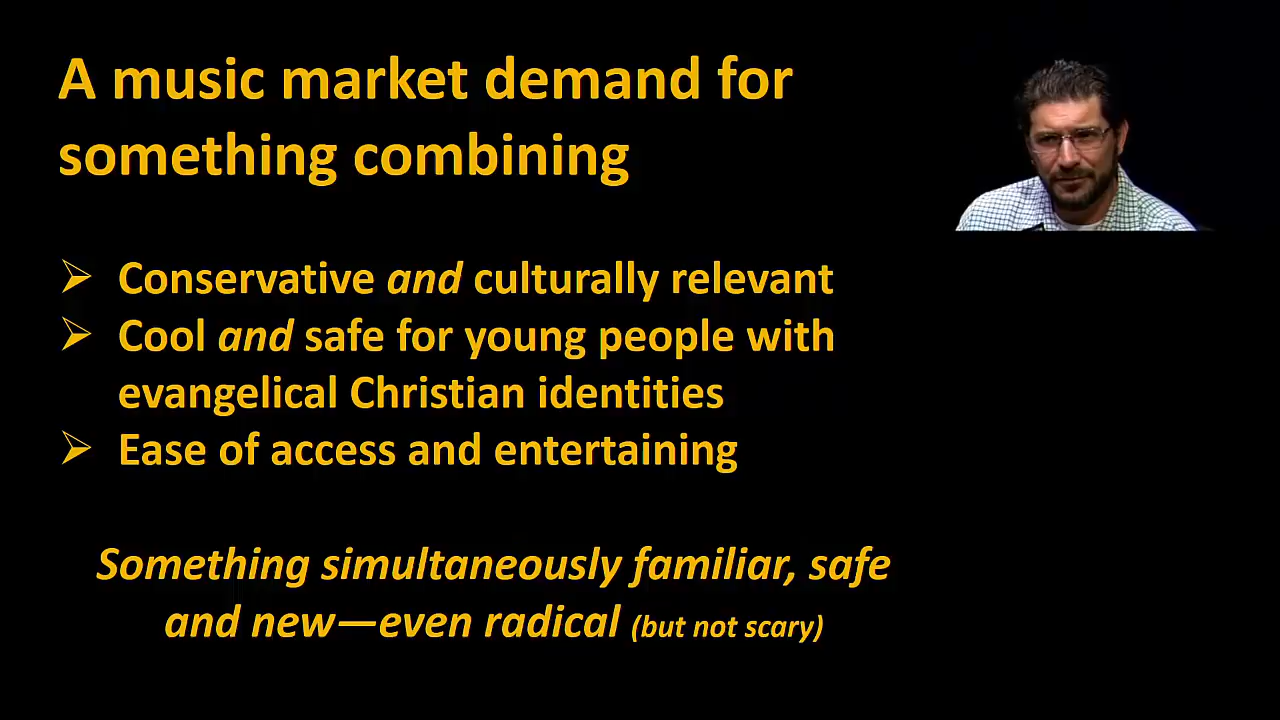 A music market demand for
something combining
➢ Conservative and culturally relevant
➢ Cool and safe for young people with
evangelical Christian identities
➢ Ease of access and entertaining
Something simultaneously familiar, safe
and new—even radical (but not scary)